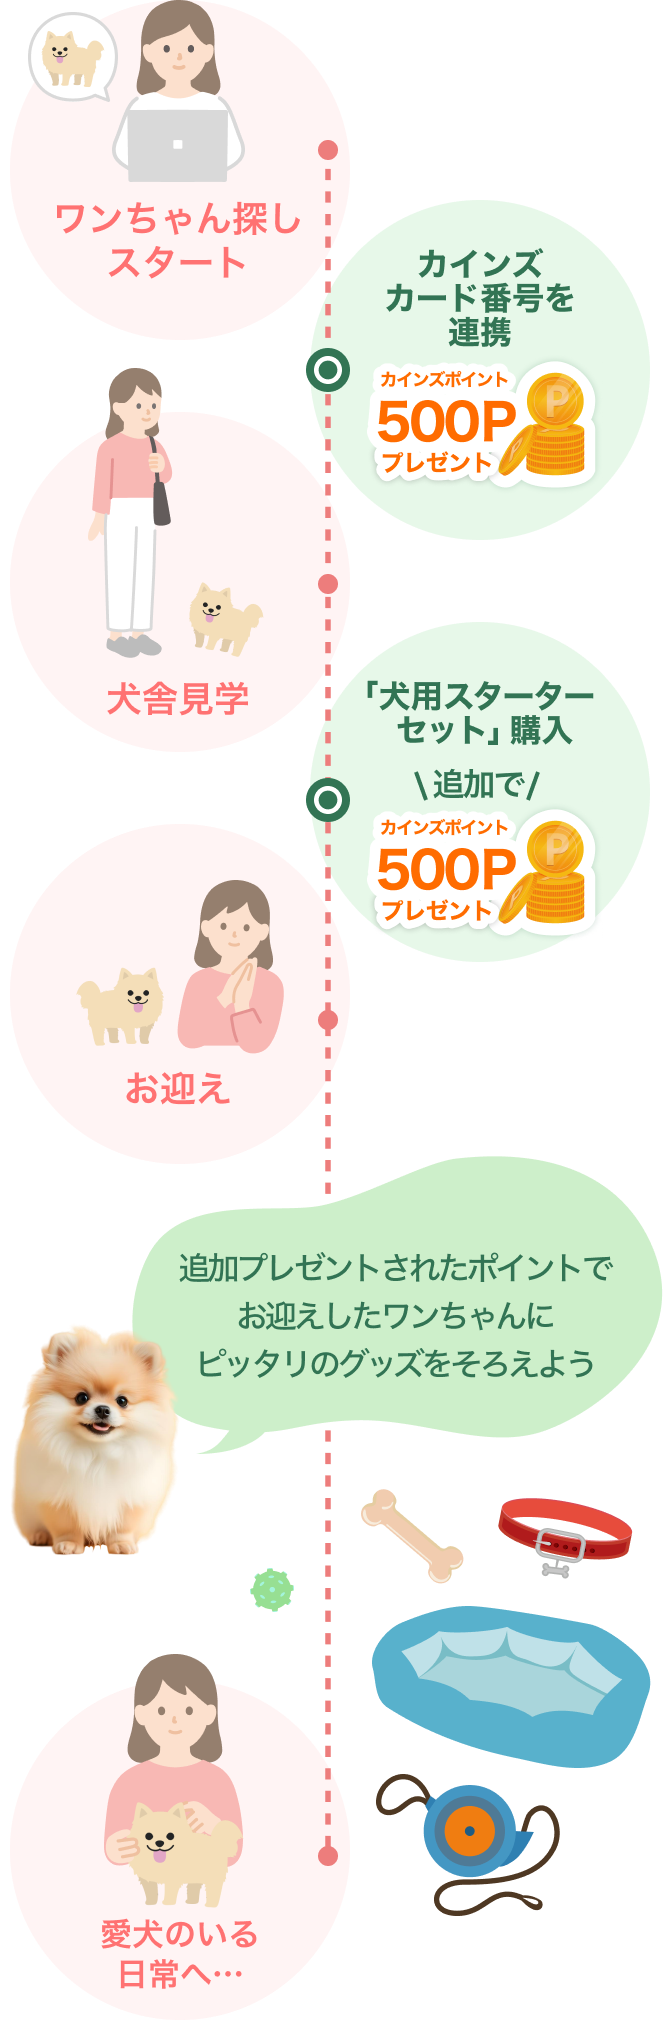 ワンちゃん探し
スタート
カインズ
カード番号を
連携
カインズポイント
500P
プレゼント
P
P
犬舎見学
「犬用スターター
セット」購入
\ 追加で /
カインズポイント
500P
プレゼント
P
P
お迎え
追加プレゼントされたポイントで
お迎えしたワンちゃんに
ピッタリのグッズをそろえよう
愛犬のいる
日常へ…